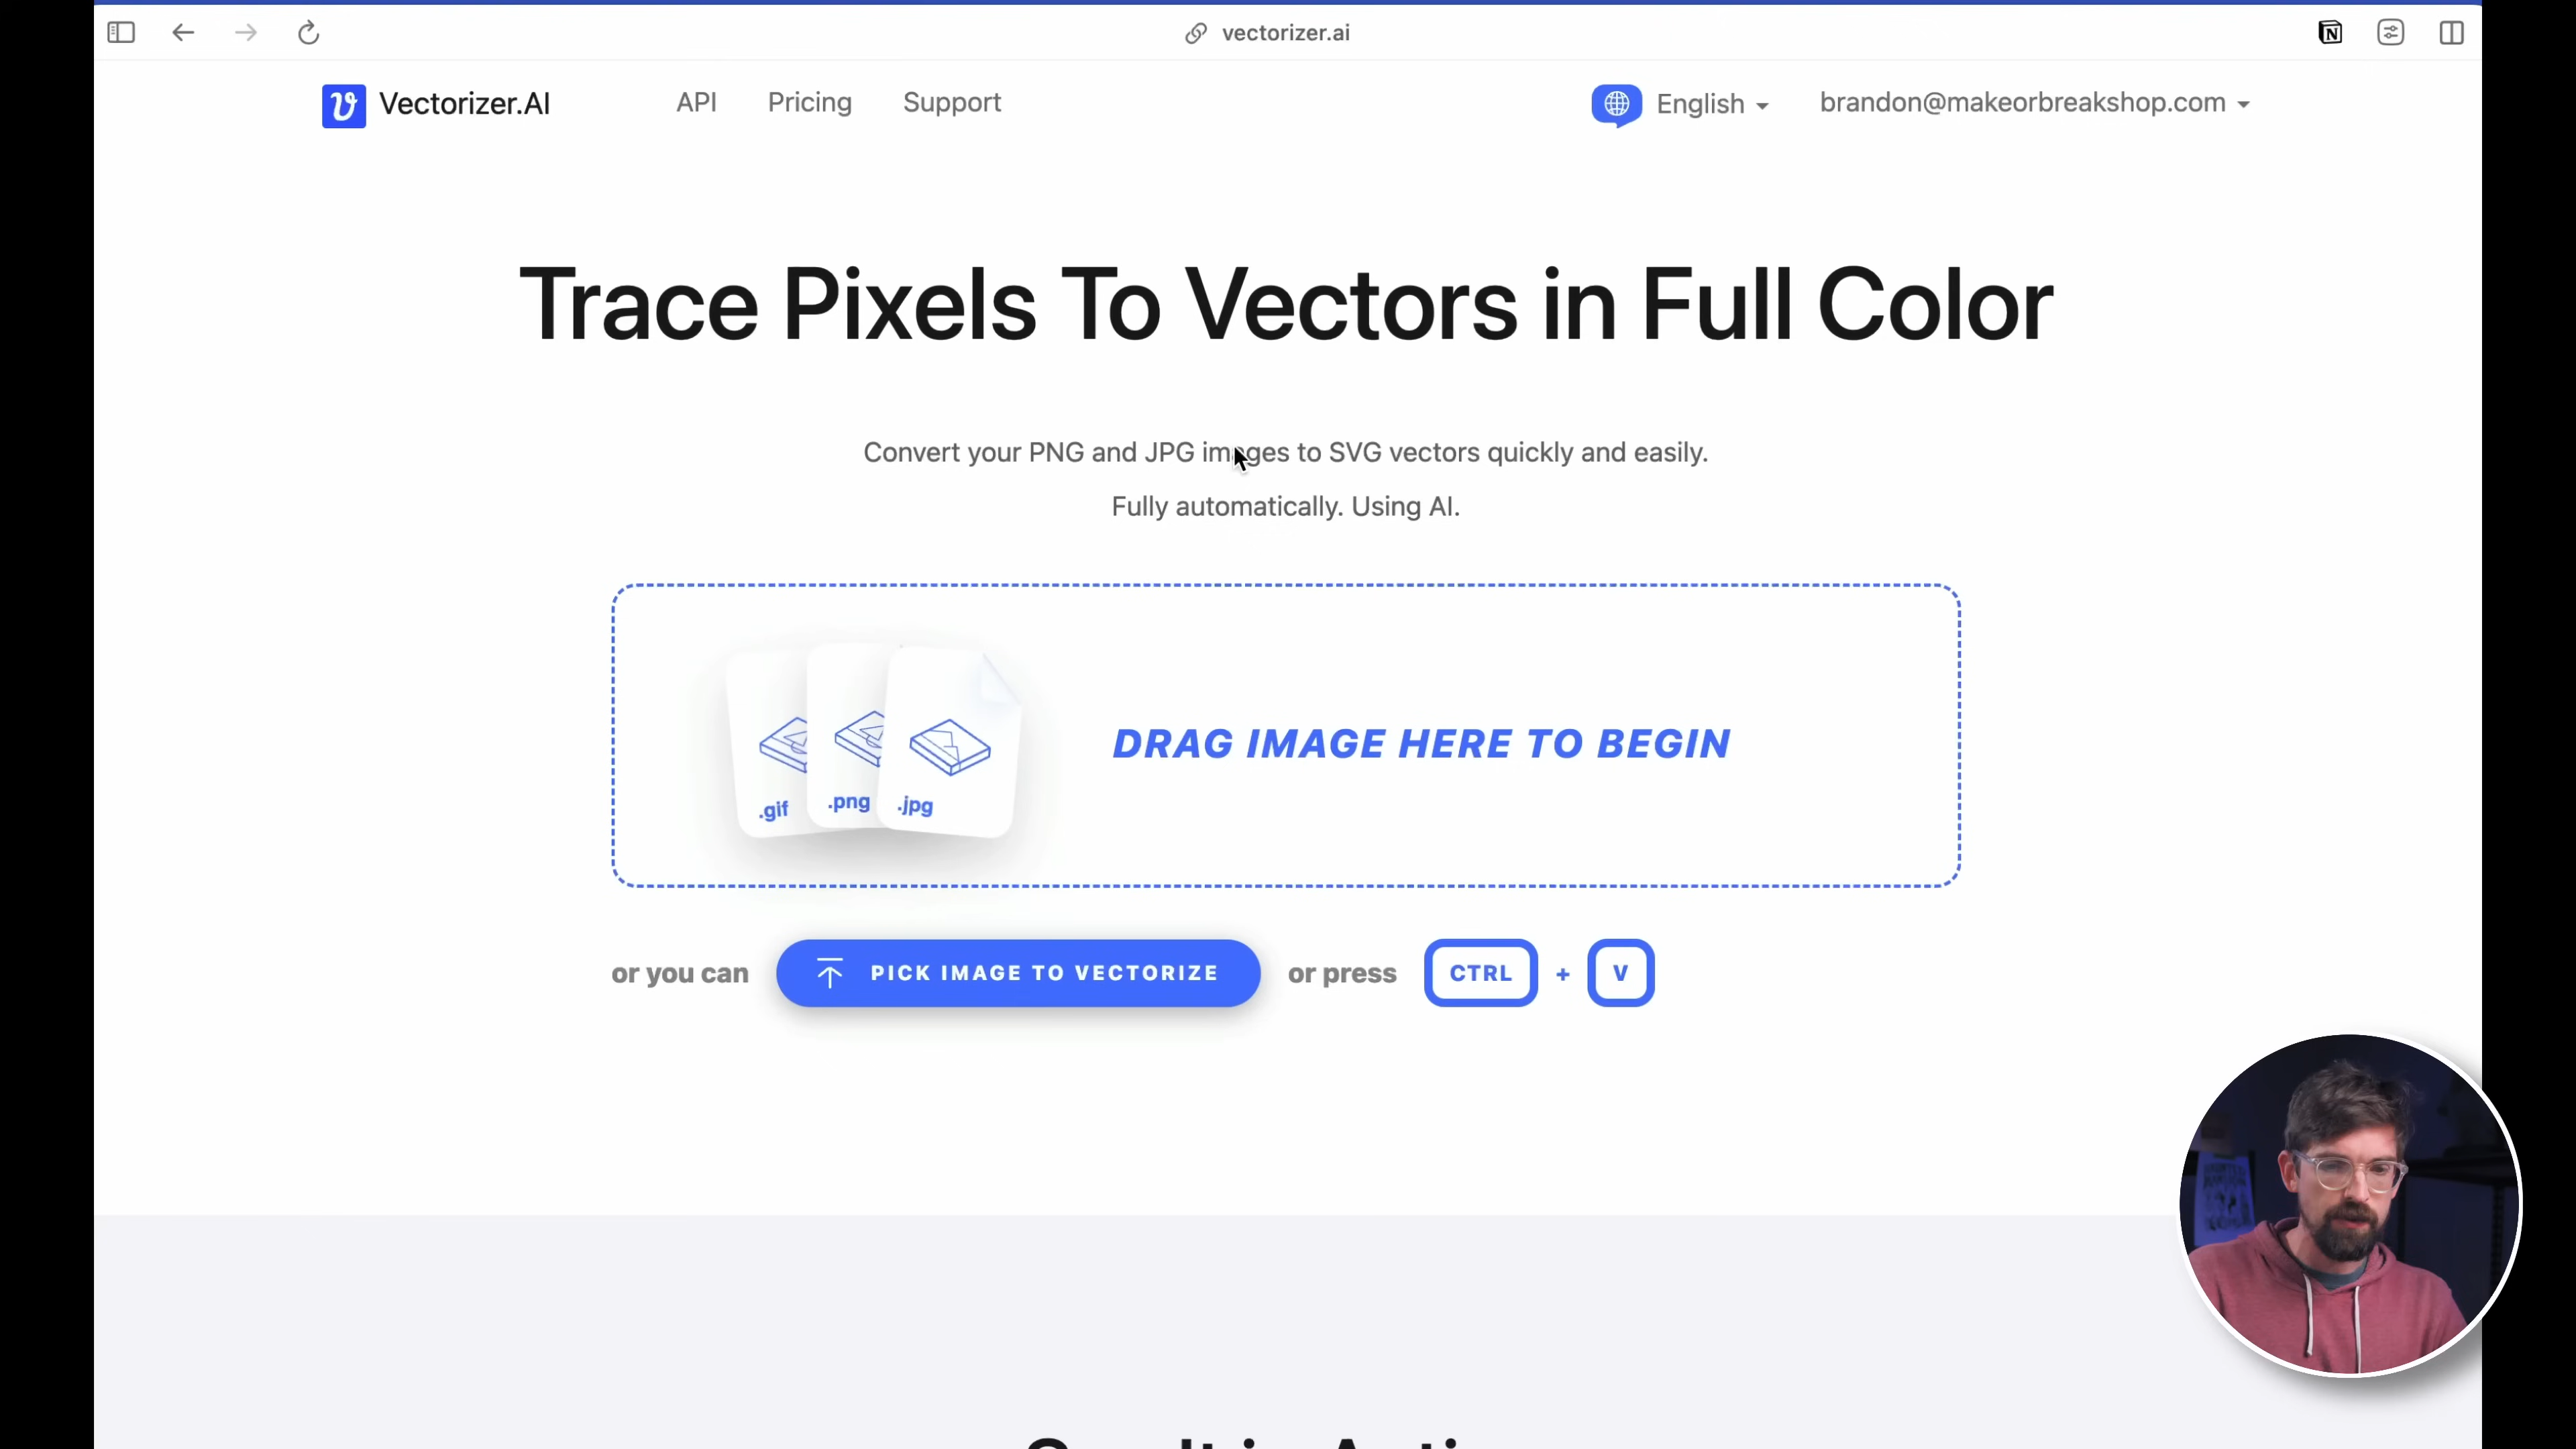 vectorizer.ai
Vectorizer.AI
API
Pricing
Support
English
brandon@makeorbreakshop.com
Trace Pixels To Vectors in Full Color
Convert your PNG and JPG images to SVG vectors quickly and easily.
Fully automatically. Using AI.
.gif
.png
.jpg
DRAG IMAGE HERE TO BEGIN
or you can
PICK IMAGE TO VECTORIZE
or press
CTRL + V